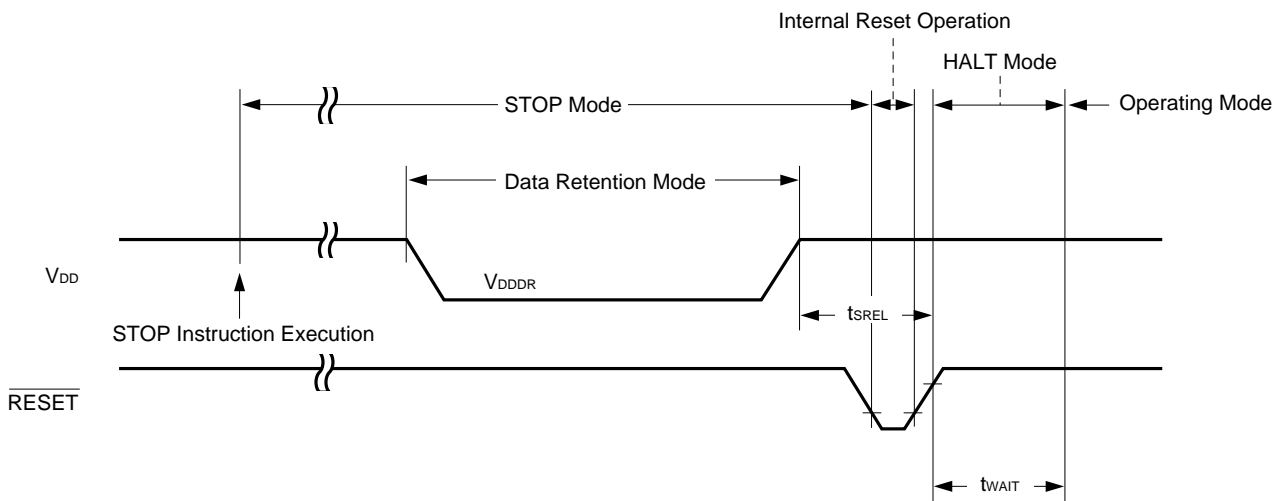 Internal Reset Operation
HALT Mode
STOP Mode
Operating Mode
Data Retention Mode
VDD
VDDDR
tSREL
STOP Instruction Execution
RESET
tWAIT